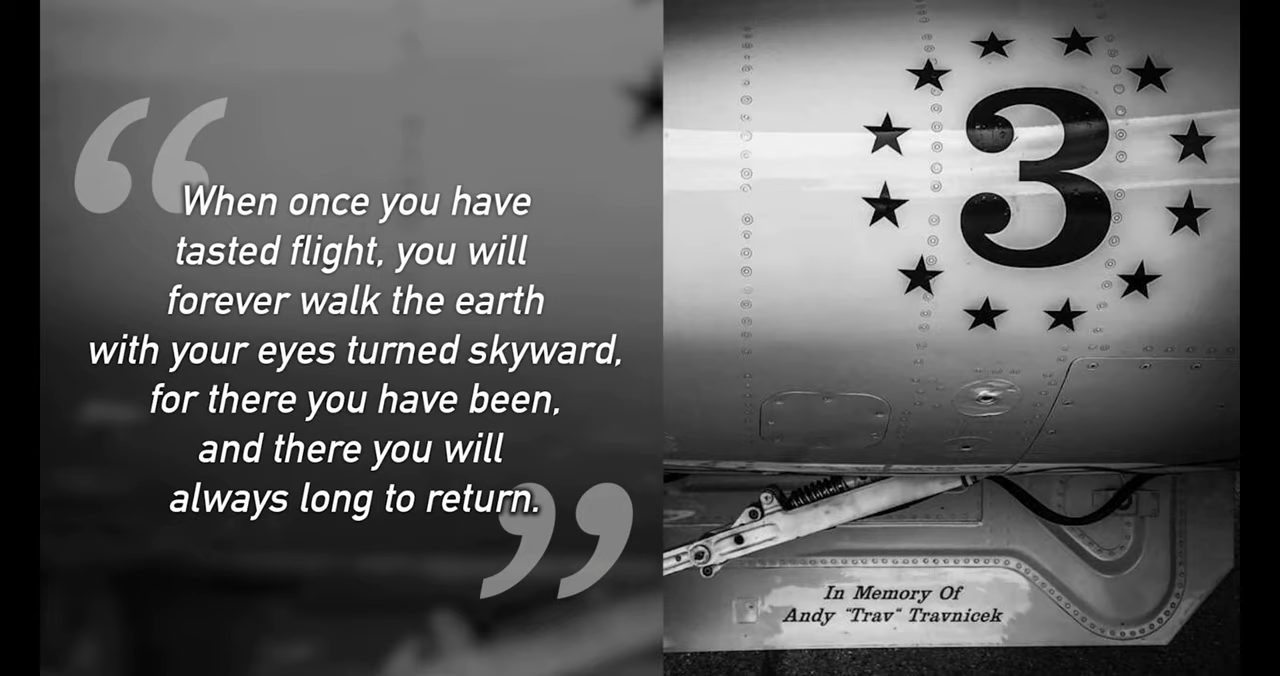 When once you have
tasted flight, you will
forever walk the earth
with your eyes turned skyward,
for there you have been,
and there you will
always long to return.
3
In Memory Of
Andy "Trav" Travnicek